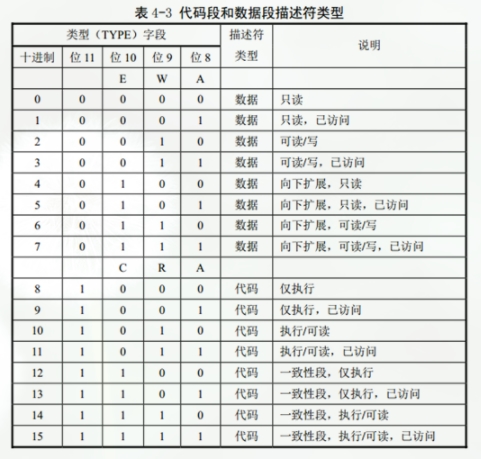 表 4-3 代码段和数据段描述符类型
类型（TYPE）字段 描述符类型 说明
十进制 位 11 位 10 位 9 位 8
E W A
0 0 0 0 0 数据 只读
1 0 0 0 1 数据 只读，已访问
2 0 0 1 0 数据 可读/写
3 0 0 1 1 数据 可读/写，已访问
4 0 1 0 0 数据 向下扩展，只读
5 0 1 0 1 数据 向下扩展，只读，已访问
6 0 1 1 0 数据 向下扩展，可读/写
7 0 1 1 1 数据 向下扩展，可读/写，已访问
C R A
8 1 0 0 0 代码 仅执行
9 1 0 0 1 代码 仅执行，已访问
10 1 0 1 0 代码 执行/可读
11 1 0 1 1 代码 执行/可读，已访问
12 1 1 0 0 代码 一致性段，仅执行
13 1 1 0 1 代码 一致性段，仅执行，已访问
14 1 1 1 0 代码 一致性段，执行/可读
15 1 1 1 1 代码 一致性段，执行/可读，已访问